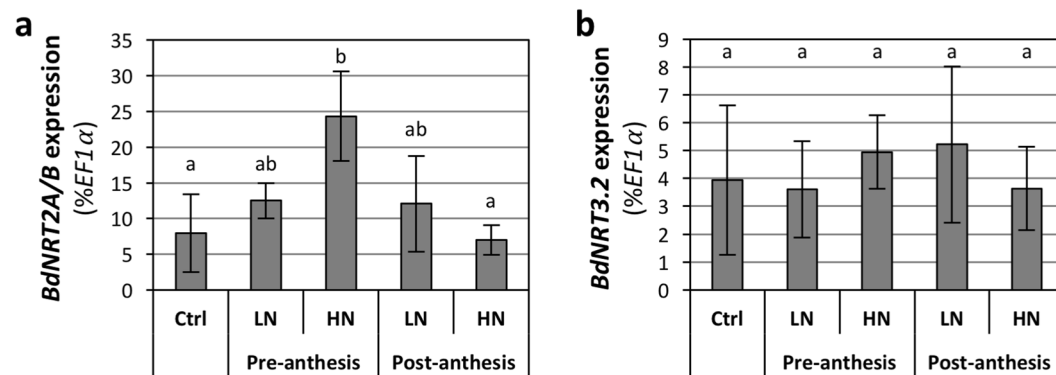 a
BdNRT2A/B expression
(%EF1α)
35
30
25
20
15
10
5
0
a
ab
b
ab
a
Ctrl LN HN LN HN
Pre-anthesis Post-anthesis
b
BdNRT3.2 expression
(%EF1α)
9
8
7
6
5
4
3
2
1
0
a a a a a
Ctrl LN HN LN HN
Pre-anthesis Post-anthesis